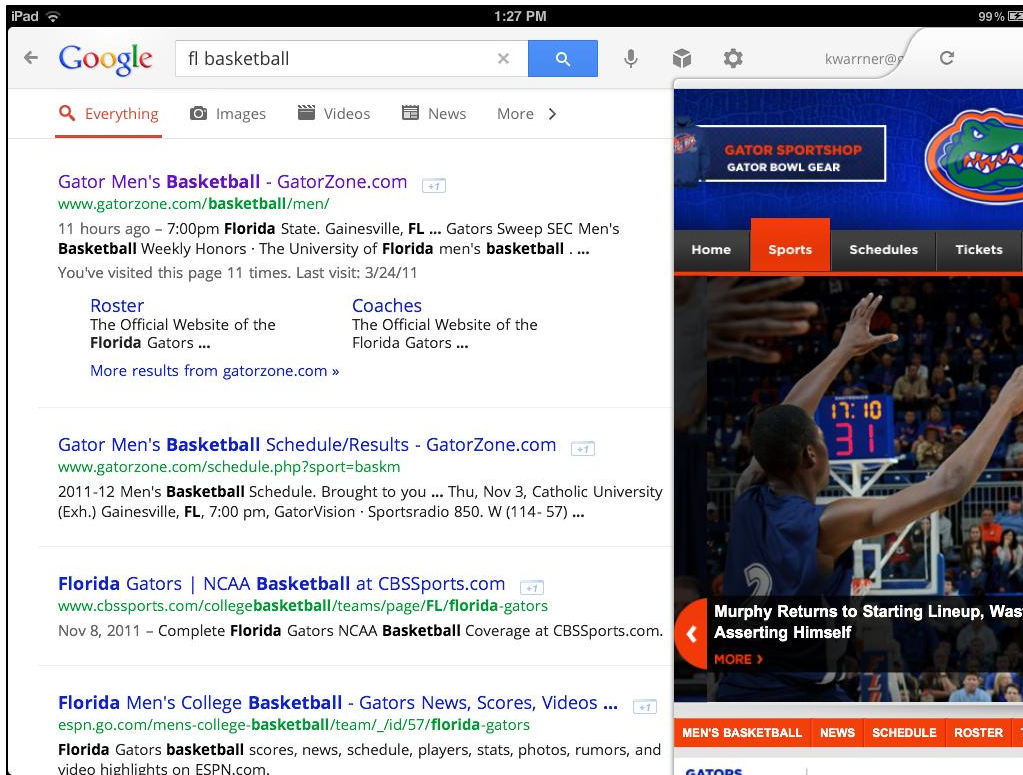 iPad 1:27 PM 99%
Google fl basketball
Everything Images Videos News More
Gator Men's Basketball - GatorZone.com +1
www.gatorzone.com/basketball/men/
11 hours ago – 7:00pm Florida State. Gainesville, FL ... Gators Sweep SEC Men's
Basketball Weekly Honors · The University of Florida men's basketball . ...
You've visited this page 11 times. Last visit: 3/24/11
Roster
The Official Website of the
Florida Gators ...
Coaches
The Official Website of the
Florida Gators ...
More results from gatorzone.com »
Gator Men's Basketball Schedule/Results - GatorZone.com +1
www.gatorzone.com/schedule.php?sport=baskm
2011-12 Men's Basketball Schedule. Brought to you ... Thu, Nov 3, Catholic University
(Exh.) Gainesville, FL, 7:00 pm, GatorVision · Sportsradio 850. W (114- 57) ...
Florida Gators | NCAA Basketball at CBSSports.com +1
www.cbssports.com/collegebasketball/teams/page/FL/florida-gators
Nov 8, 2011 – Complete Florida Gators NCAA Basketball Coverage at CBSSports.com.
Florida Men's College Basketball - Gators News, Scores, Videos ... +1
espn.go.com/mens-college-basketball/team/_/id/57/florida-gators
Florida Gators basketball scores, news, schedule, players, stats, photos, rumors, and
video highlights on ESPN.com.
kwarrner@
GATOR SPORTSHOP
GATOR BOWL GEAR
Home Sports Schedules Tickets
17:10
31
2
Murphy Returns to Starting Lineup, Was
Asserting Himself
MORE
MEN'S BASKETBALL NEWS SCHEDULE ROSTER
GATORS